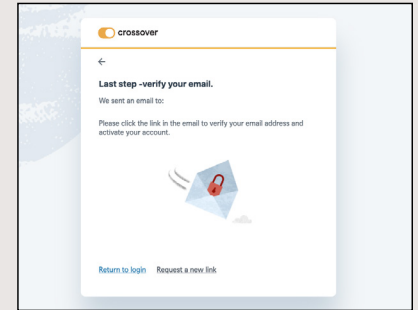 crossover
Last step -verify your email.
We sent an email to:
Please click the link in the email to verify your email address and
activate your account.
Return to login Request a new link